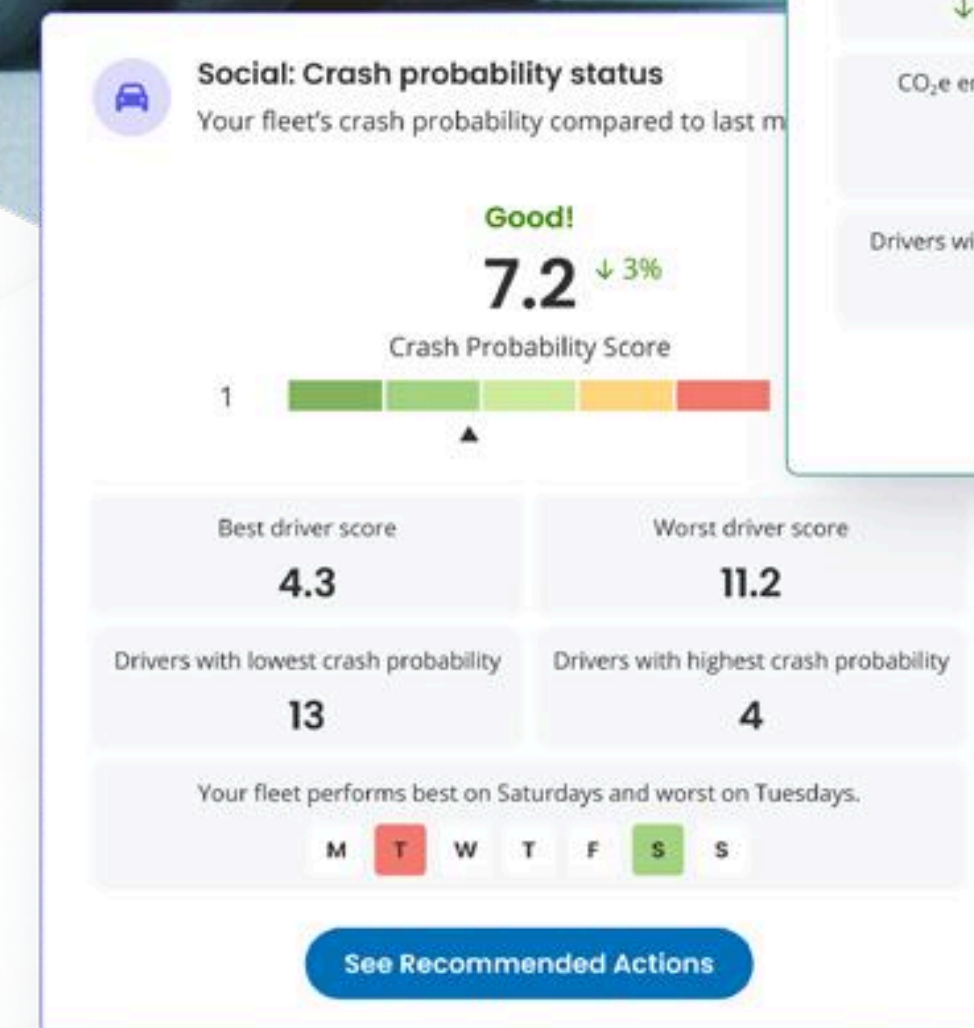 Social: Crash probability status
Your fleet's crash probability compared to last
Good!
7.2 ↓ 3%
Crash Probability Score
1
Best driver score
4.3
Worst driver score
11.2
Drivers with lowest crash probability
13
Drivers with highest crash probability
4
Your fleet performs best on Saturdays and worst on Tuesdays.
M T W T F S S
See Recommended Actions
CO₂e
Drivers